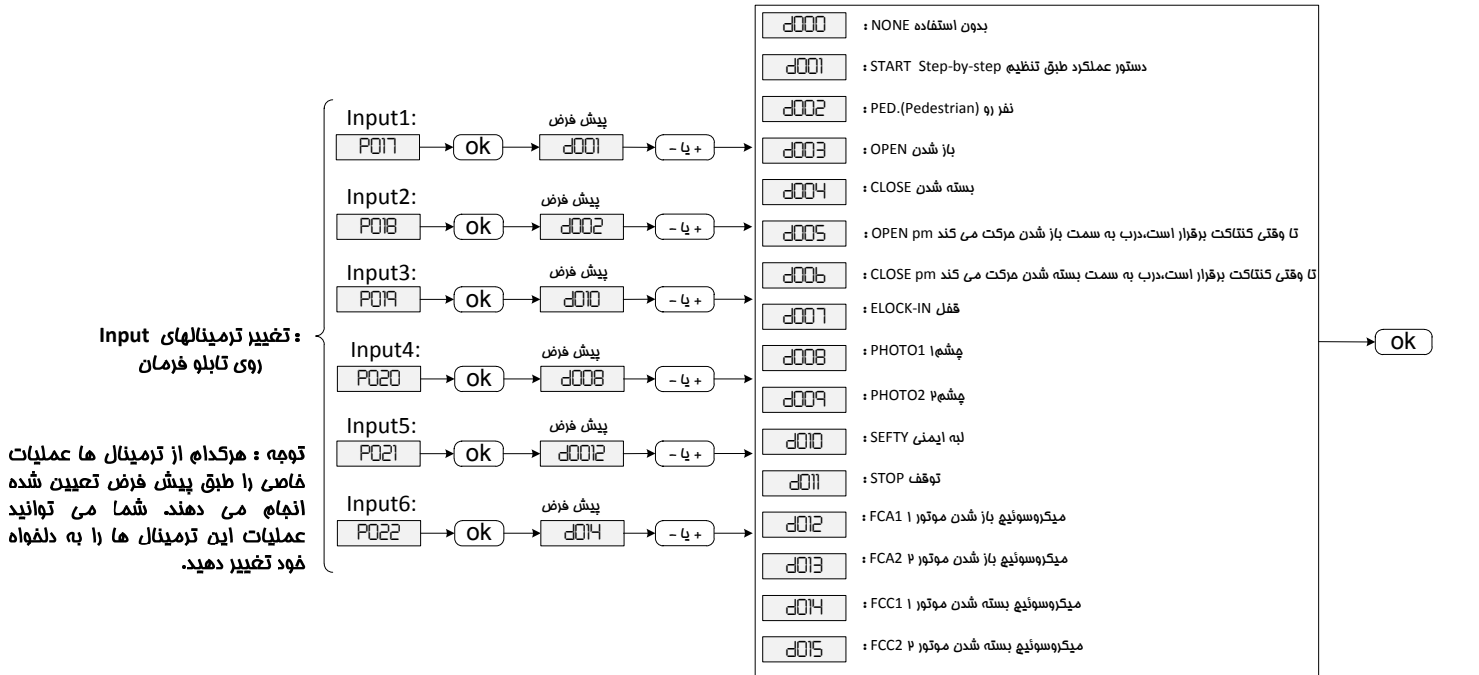 تغییر ترمینالهای Input :
روی تابلو فرمان
توجه : هرکدام از ترمینال ها عملیات
خاصی را طبق پیش فرض تعیین شده
انجام می دهند. شما می توانید
عملیات این ترمینال ها را به دلخواه
خود تغییر دهید.
Input1:
پیش فرض
P017 ok d001 + یا -
Input2:
پیش فرض
P018 ok d002 + یا -
Input3:
پیش فرض
P019 ok d010 + یا -
Input4:
پیش فرض
P020 ok d008 + یا -
Input5:
پیش فرض
P021 ok d0012 + یا -
Input6:
پیش فرض
P022 ok d014 + یا -
d000 : NONE بدون استفاده
d001 : START Step-by-step دستور عملکرد طبق تنظیم
d002 : PED.(Pedestrian) نفر رو
d003 : OPEN باز شدن
d004 : CLOSE بسته شدن
d005 : OPEN pm تا وقتی کنتاکت برقرار است،درب به سمت باز شدن حرکت می کند
d006 : CLOSE pm تا وقتی کنتاکت برقرار است،درب به سمت بسته شدن حرکت می کند
d007 : ELOCK-IN قفل
d008 : PHOTO1 چشم۱
d009 : PHOTO2 چشم۲
d010 : SEFTY لبه ایمنی
d011 : STOP توقف
d012 : FCA1 میکروسوئیچ باز شدن موتور ۱
d013 : FCA2 میکروسوئیچ باز شدن موتور ۲
d014 : FCC1 میکروسوئیچ بسته شدن موتور ۱
d015 : FCC2 میکروسوئیچ بسته شدن موتور ۲
ok